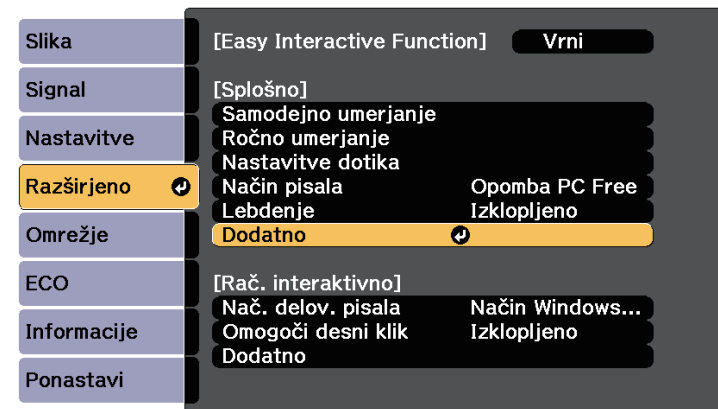 Slika
Signal
Nastavitve
Razširjeno
Omrežje
ECO
Informacije
Ponastavi
[Easy Interactive Function] Vrni
[Splošno]
Samodejno umerjanje
Ročno umerjanje
Nastavitve dotika
Način pisala Opomba PC Free
Lebdenje Izklopljeno
Dodatno
[Rač. interaktivno]
Nač. delov. pisala Način Windows...
Omogoči desni klik Izklopljeno
Dodatno